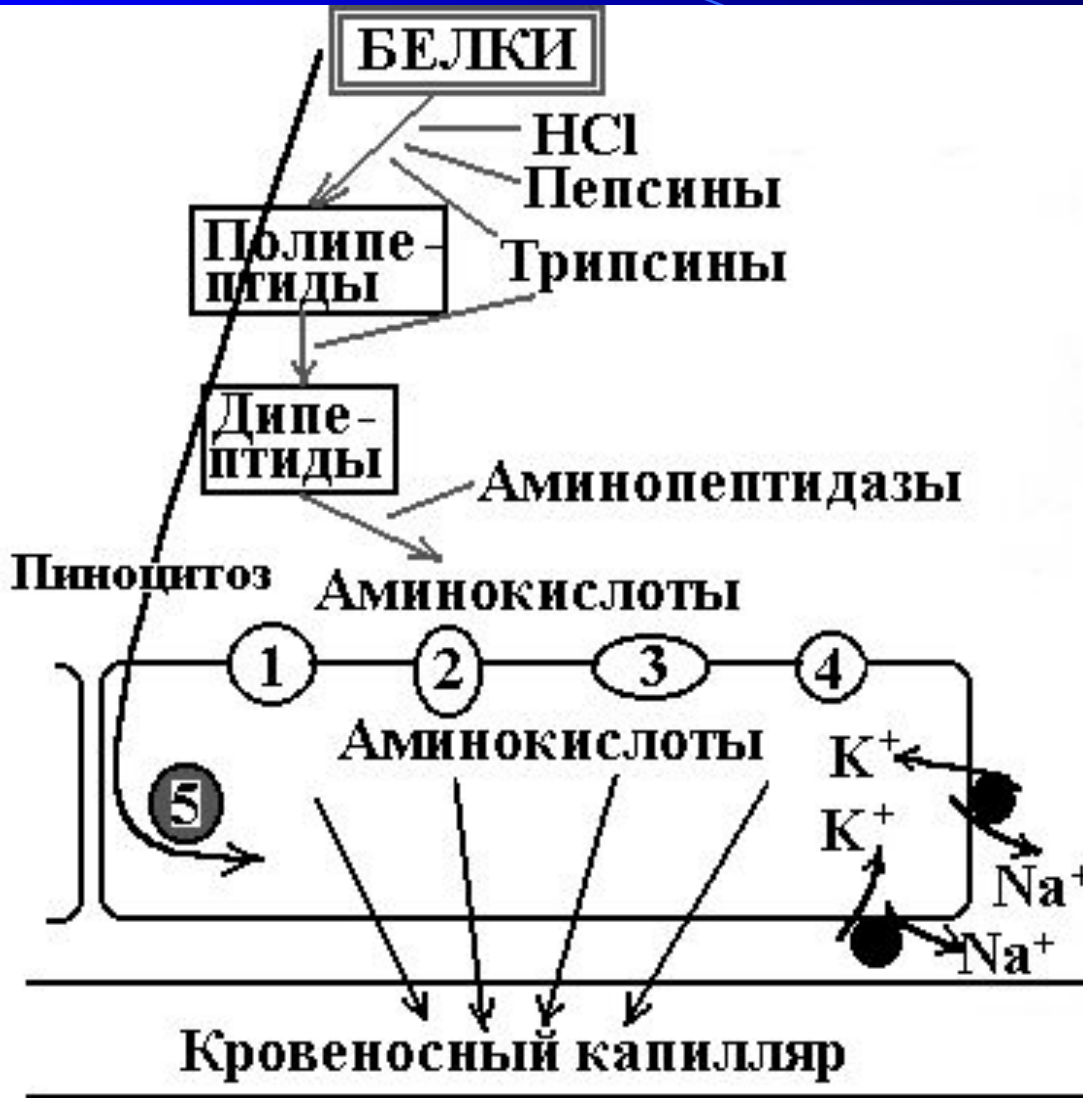 БЕЛКИ
HCl
Пепсины
Трипсины
Полипе-
птиды
Дипе-
птиды
Аминопептидазы
Пиноцитоз
Аминокислоты
1 2 3 4
Аминокислоты
K+
5
K+
Na+
Na+
Кровеносный капилляр